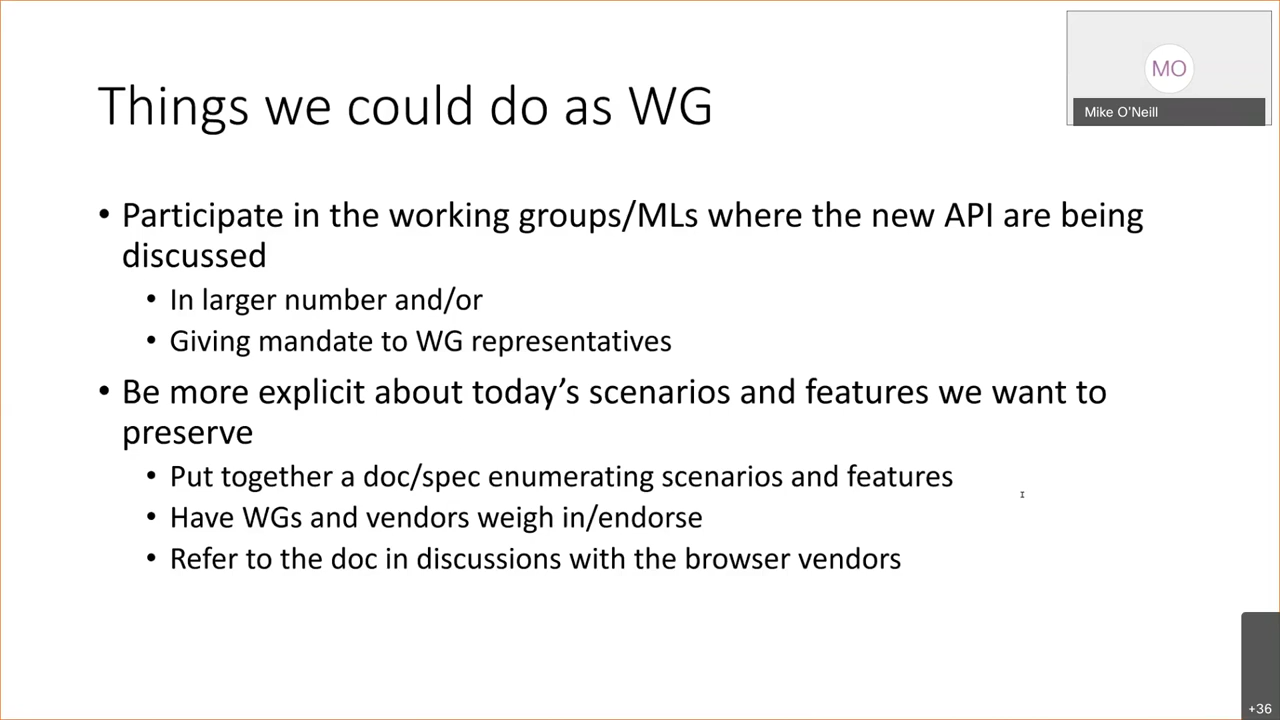 MO
Mike O'Neill
Things we could do as WG
• Participate in the working groups/MLs where the new API are being
discussed
• In larger number and/or
• Giving mandate to WG representatives
• Be more explicit about today’s scenarios and features we want to
preserve
• Put together a doc/spec enumerating scenarios and features
• Have WGs and vendors weigh in/endorse
• Refer to the doc in discussions with the browser vendors
+36